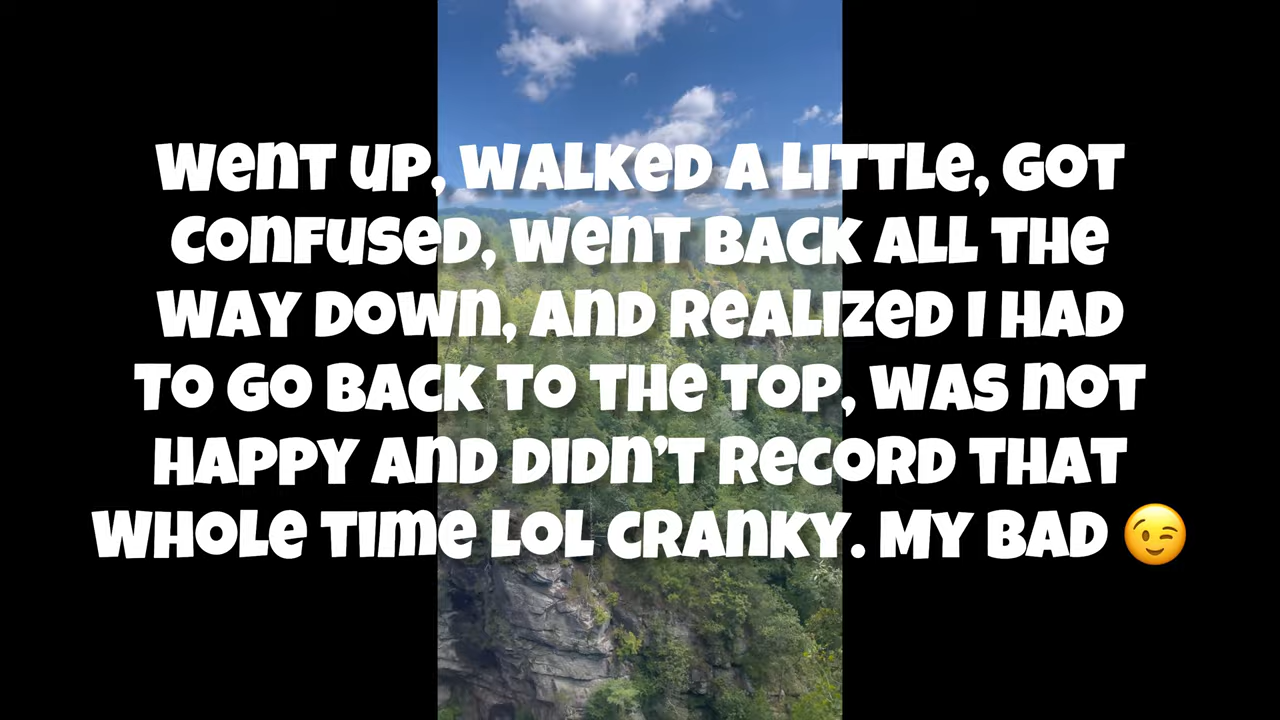 Went up, walked a little, got
confused, went back all the
way down, and realized I had
to go back to the top, was not
happy and didn't record that
whole time lol cranky. My bad 😉